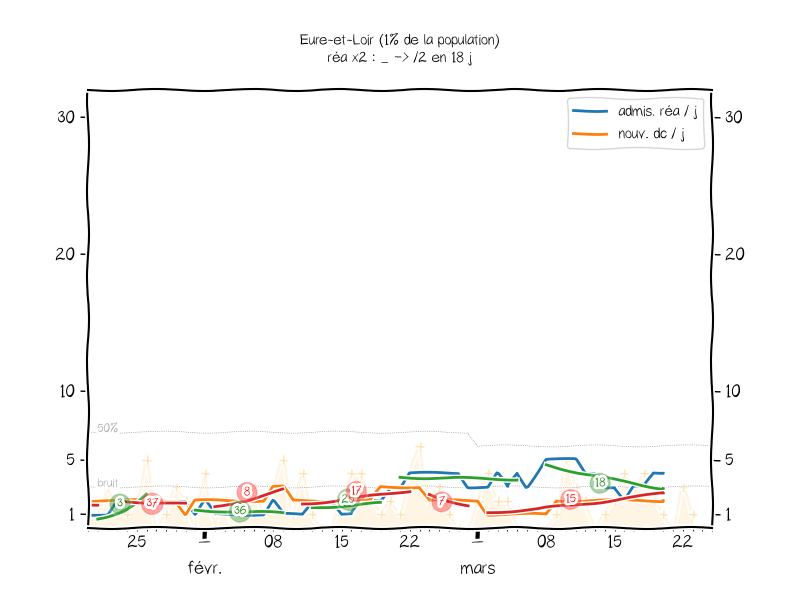 Eure-et-Loir (1% de la population)
réa x2 : _ -> /2 en 18 j
admis. réa / j
nouv. dc / j
30 30
20 20
10 10
50%
5 5
bruit
1 1
3 37 36 8 17 7 15 18
25 1 08 15 22 1 08 15 22
févr. mars